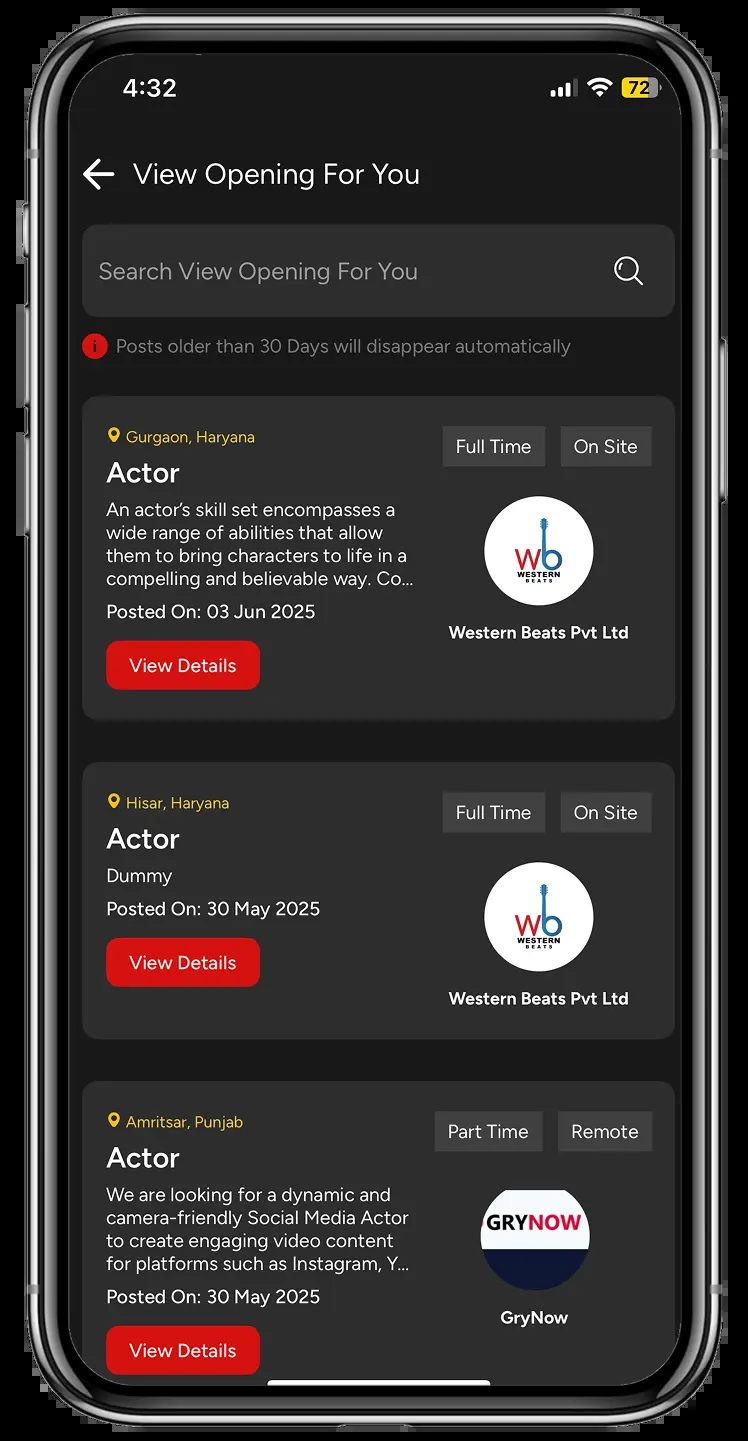 4:32
72
View Opening For You
Search View Opening For You
i Posts older than 30 Days will disappear automatically
Gurgaon, Haryana
Full Time
On Site
Actor
An actor’s skill set encompasses a
wide range of abilities that allow
them to bring characters to life in a
compelling and believable way. Co...
Posted On: 03 Jun 2025
View Details
wb
WESTERN
BEATS
Western Beats Pvt Ltd
Hisar, Haryana
Full Time
On Site
Actor
Dummy
Posted On: 30 May 2025
View Details
wb
WESTERN
BEATS
Western Beats Pvt Ltd
Amritsar, Punjab
Part Time
Remote
Actor
We are looking for a dynamic and
camera-friendly Social Media Actor
to create engaging video content
for platforms such as Instagram, Y...
Posted On: 30 May 2025
View Details
GRYNOW
GryNow